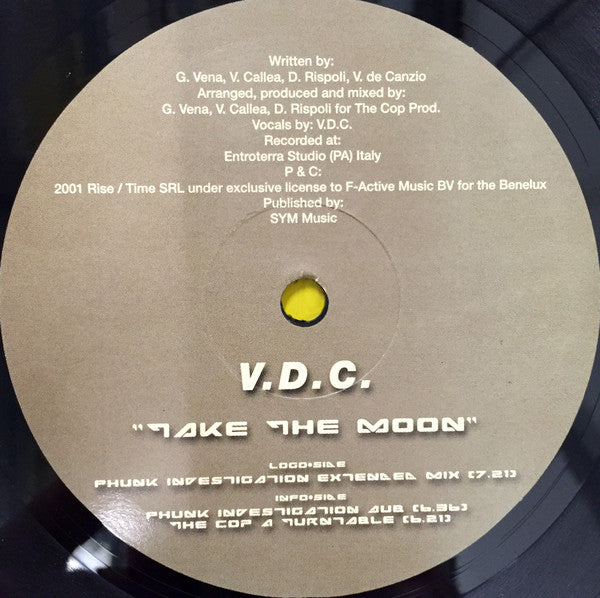 Written by:
G. Vena, V. Callea, D. Rispoli, V. de Canzio
Arranged, produced and mixed by:
G. Vena, V. Callea, D. Rispoli for The Cop Prod.
Vocals by: V.D.C.
Recorded at:
Entroterra Studio (PA) Italy
P & C:
2001 Rise / Time SRL under exclusive license to F-Active Music BV for the Benelux
Published by:
SYM Music
V.D.C.
"TAKE THE MOON"
LOGO•SIDE
PHUNK INVESTIGATION EXTENDED MIX [7.21]
INFO•SIDE
PHUNK INVESTIGATION DUB [6.36]
THE COP A TURNTABLE [6.21]